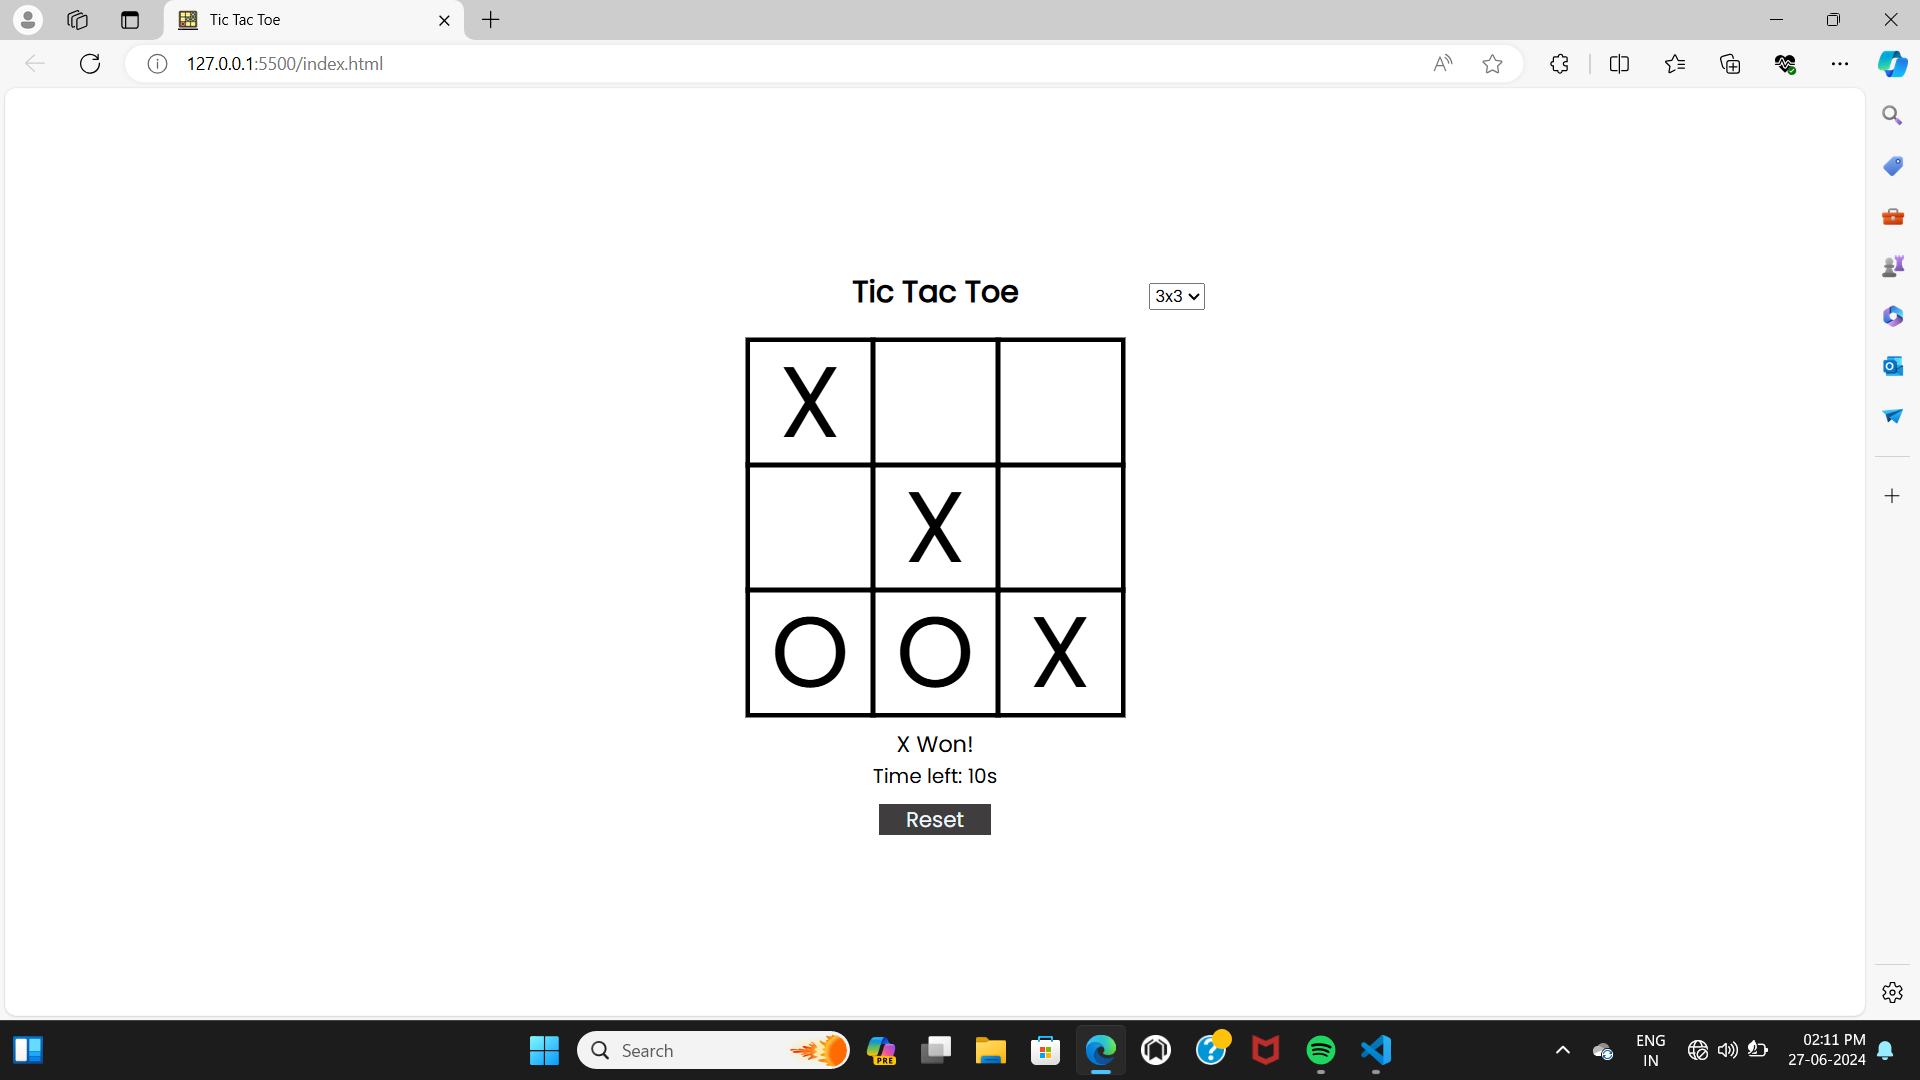 Tic Tac Toe
127.0.0.1:5500/index.html
Tic Tac Toe
3x3
X
X
O O X
X Won!
Time left: 10s
Reset
Search
PRE
ENG
IN
02:11 PM
27-06-2024